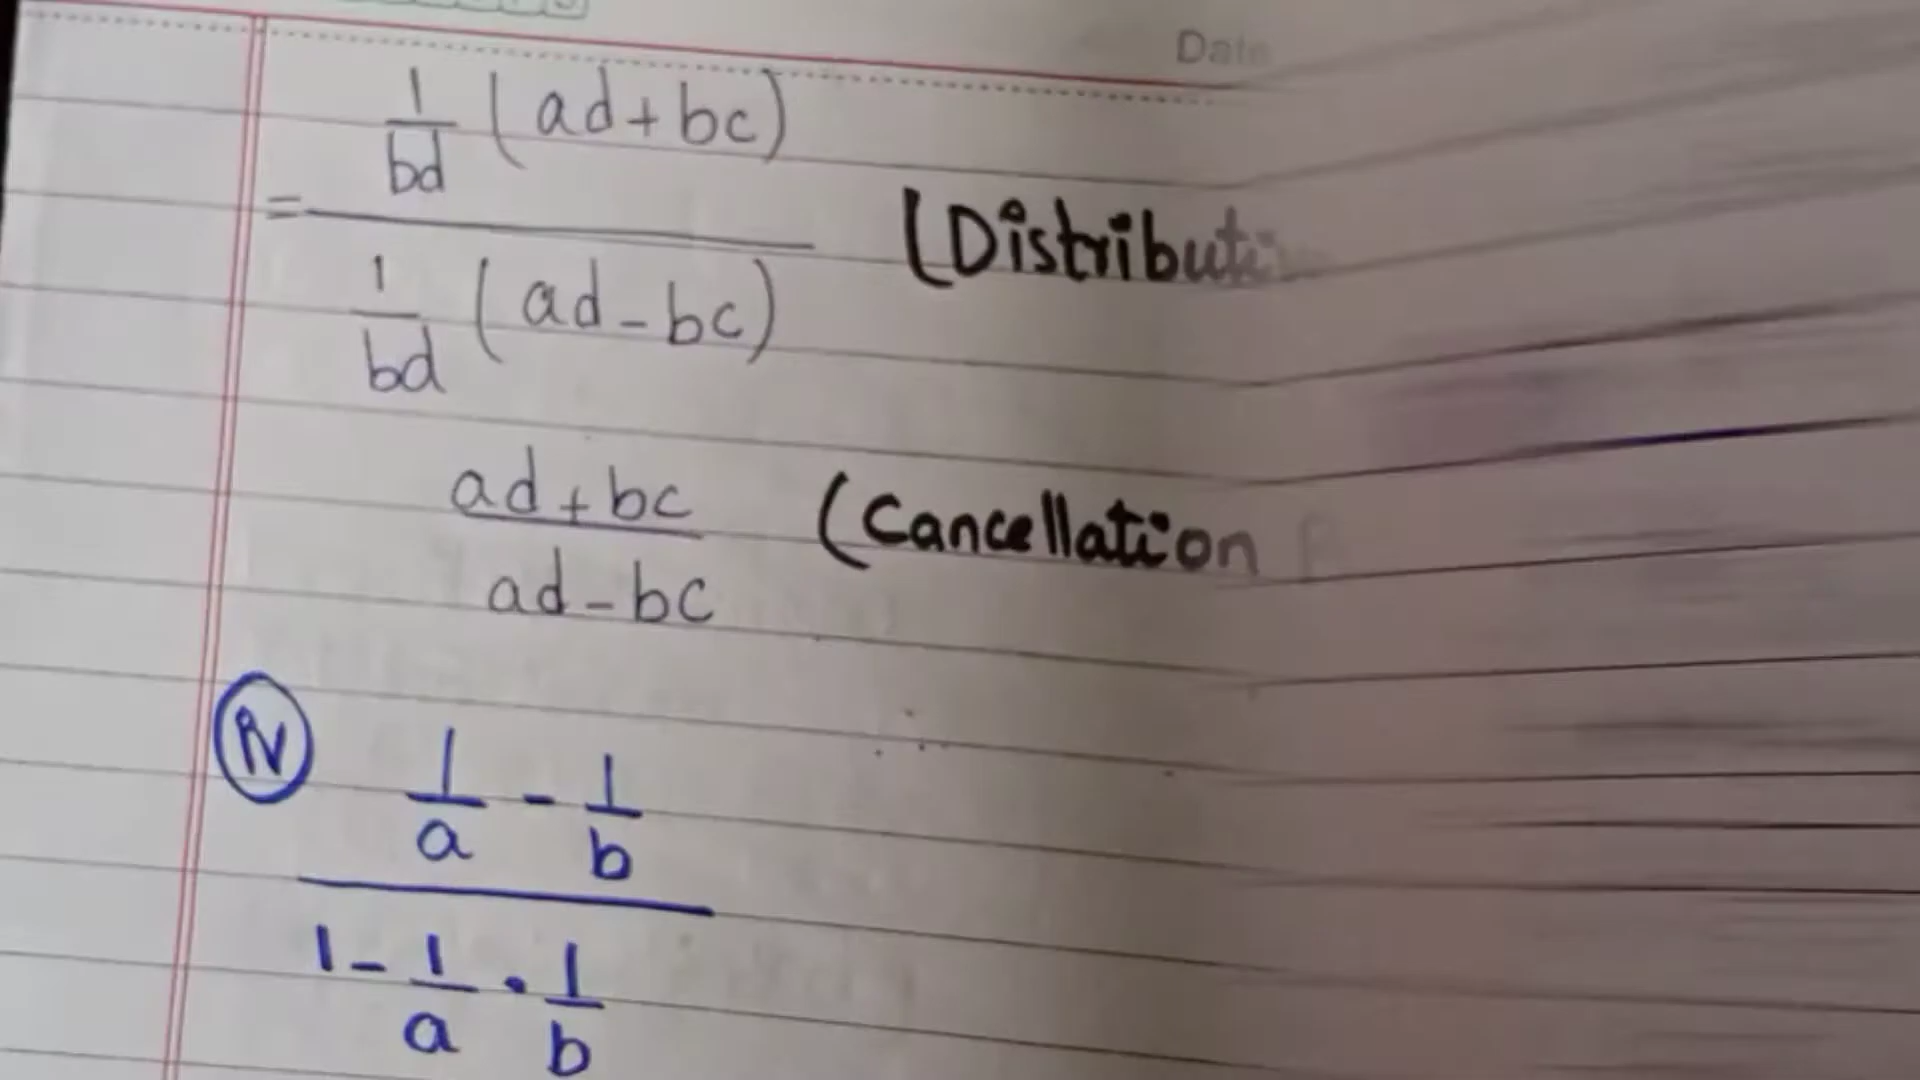 Date
= 1/bd (ad + bc) / 1/bd (ad - bc) (Distributi
ad + bc / ad - bc (Cancellation
iv 1/a - 1/b / 1 - 1/a · 1/b